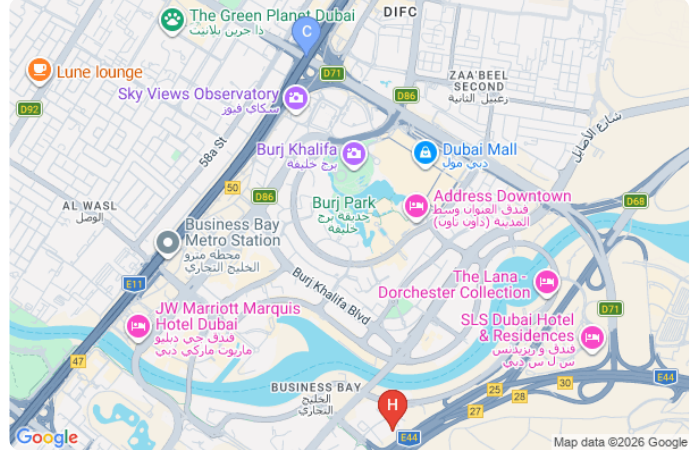 The Green Planet Dubai
ذا جرين بلانيت
DIFC
C
Lune lounge
D71
ZAA'BEEL
SECOND
زعبيل الثانية
Sky Views Observatory
سكاي فيوز
D86
D92
شارع الأصايل
58a St
Burj Khalifa
برج خليفة
Dubai Mall
دبي مول
50
D86
Burj Park
حديقة برج
خليفة
Address Downtown
فندق العنوان وسط
المدينة (داون تاون)
D68
AL WASL
الوصل
Business Bay
Metro Station
محطة مترو
الخليج التجاري
E11
Burj Khalifa Blvd
The Lana -
Dorchester Collection
D71
JW Marriott Marquis
Hotel Dubai
فندق جي دبليو
ماريوت ماركي دبي
SLS Dubai Hotel
& Residences
فندق و ريزيدنس
س ل س دبي
47
BUSINESS BAY
الخليج
التجاري
25
28
30
E44
27
H
E44
Google
Map data ©2026 Google